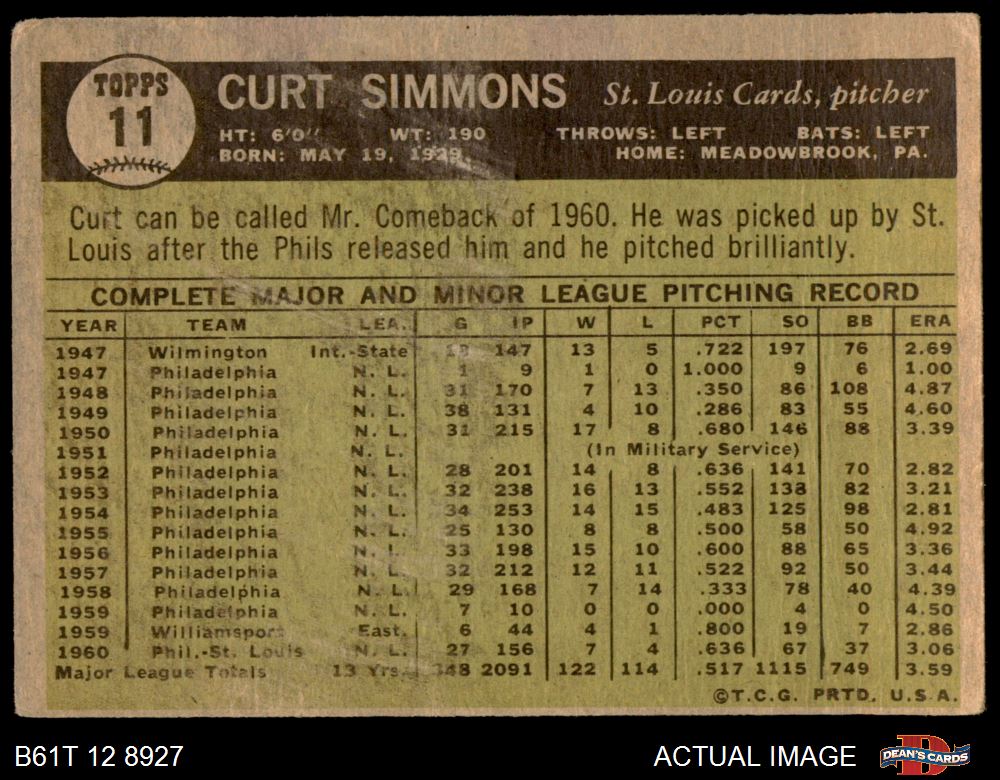 TOPPS
11
CURT SIMMONS St. Louis Cards, pitcher
HT: 6'0" WT: 190 THROWS: LEFT BATS: LEFT
BORN: MAY 19, 1929. HOME: MEADOWBROOK, PA.
Curt can be called Mr. Comeback of 1960. He was picked up by St.
Louis after the Phils released him and he pitched brilliantly.
COMPLETE MAJOR AND MINOR LEAGUE PITCHING RECORD
YEAR TEAM LEA. G IP W L PCT SO BB ERA
1947 Wilmington Int.-State 147 13 5 .722 197 76 2.69
1947 Philadelphia N. L. 1 9 1 0 1.000 9 6 1.00
1948 Philadelphia N. L. 31 170 7 13 .350 86 108 4.87
1949 Philadelphia N. L. 38 131 4 10 .286 83 55 4.60
1950 Philadelphia N. L. 31 215 17 8 .680 146 88 3.39
1951 Philadelphia N. L. (In Military Service)
1952 Philadelphia N. L. 28 201 14 8 .636 141 70 2.82
1953 Philadelphia N. L. 32 238 16 13 .552 138 82 3.21
1954 Philadelphia N. L. 34 253 14 15 .483 125 98 2.81
1955 Philadelphia N. L. 25 130 8 8 .500 58 50 4.92
1956 Philadelphia N. L. 33 198 15 10 .600 88 65 3.36
1957 Philadelphia N. L. 32 212 12 11 .522 92 50 3.44
1958 Philadelphia N. L. 29 168 7 14 .333 78 40 4.39
1959 Philadelphia N. L. 7 10 0 0 .000 4 0 4.50
1959 Williamsport East. 6 44 4 1 .800 19 7 2.86
1960 Phil.-St. Louis N. L. 27 156 7 4 .636 67 37 3.06
Major League Totals 13 Yrs. 348 2091 122 114 .517 1115 749 3.59
©T.C.G. PRTD. U.S.A.
B61T 12 8927 ACTUAL IMAGE DEAN'S CARDS